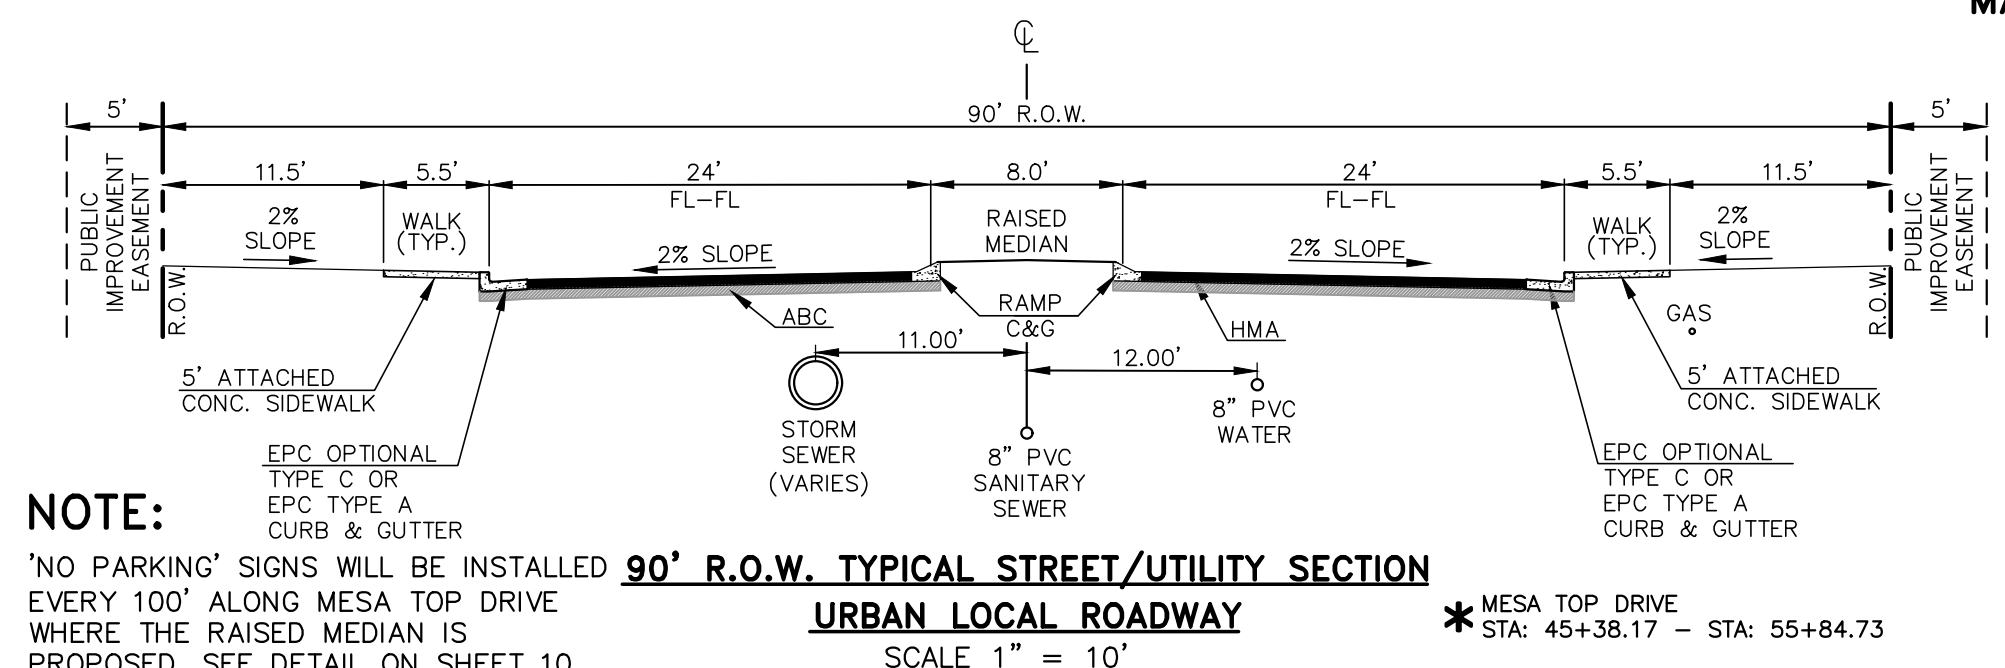 ℄
5'
90' R.O.W.
5'
11.5'
5.5'
24'
8.0'
24'
5.5'
11.5'
FL-FL
FL-FL
PUBLIC
IMPROVEMENT
EASEMENT
R.O.W.
2%
SLOPE
WALK
(TYP.)
2% SLOPE
RAISED
MEDIAN
2% SLOPE
WALK
(TYP.)
2%
SLOPE
R.O.W.
PUBLIC
IMPROVEMENT
EASEMENT
ABC
RAMP
C&G
HMA
GAS
11.00'
12.00'
5' ATTACHED
CONC. SIDEWALK
5' ATTACHED
CONC. SIDEWALK
STORM
SEWER
(VARIES)
8" PVC
SANITARY
SEWER
8" PVC
WATER
EPC OPTIONAL
TYPE C OR
EPC TYPE A
CURB & GUTTER
EPC OPTIONAL
TYPE C OR
EPC TYPE A
CURB & GUTTER
NOTE:
'NO PARKING' SIGNS WILL BE INSTALLED
EVERY 100' ALONG MESA TOP DRIVE
WHERE THE RAISED MEDIAN IS
PROPOSED. SEE DETAIL ON SHEET 10
90' R.O.W. TYPICAL STREET/UTILITY SECTION
URBAN LOCAL ROADWAY
SCALE 1" = 10'
* MESA TOP DRIVE
STA: 45+38.17 - STA: 55+84.73